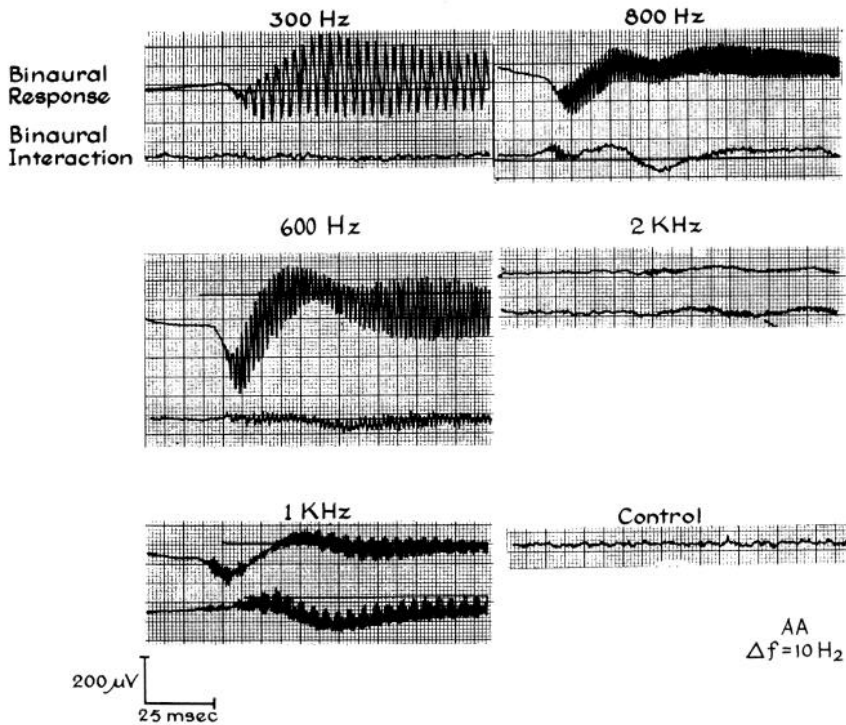 300 Hz
800 Hz
Binaural
Response
Binaural
Interaction
600 Hz
2 KHz
1 KHz
Control
AA
Δf=10 Hz
200 μV
25 msec